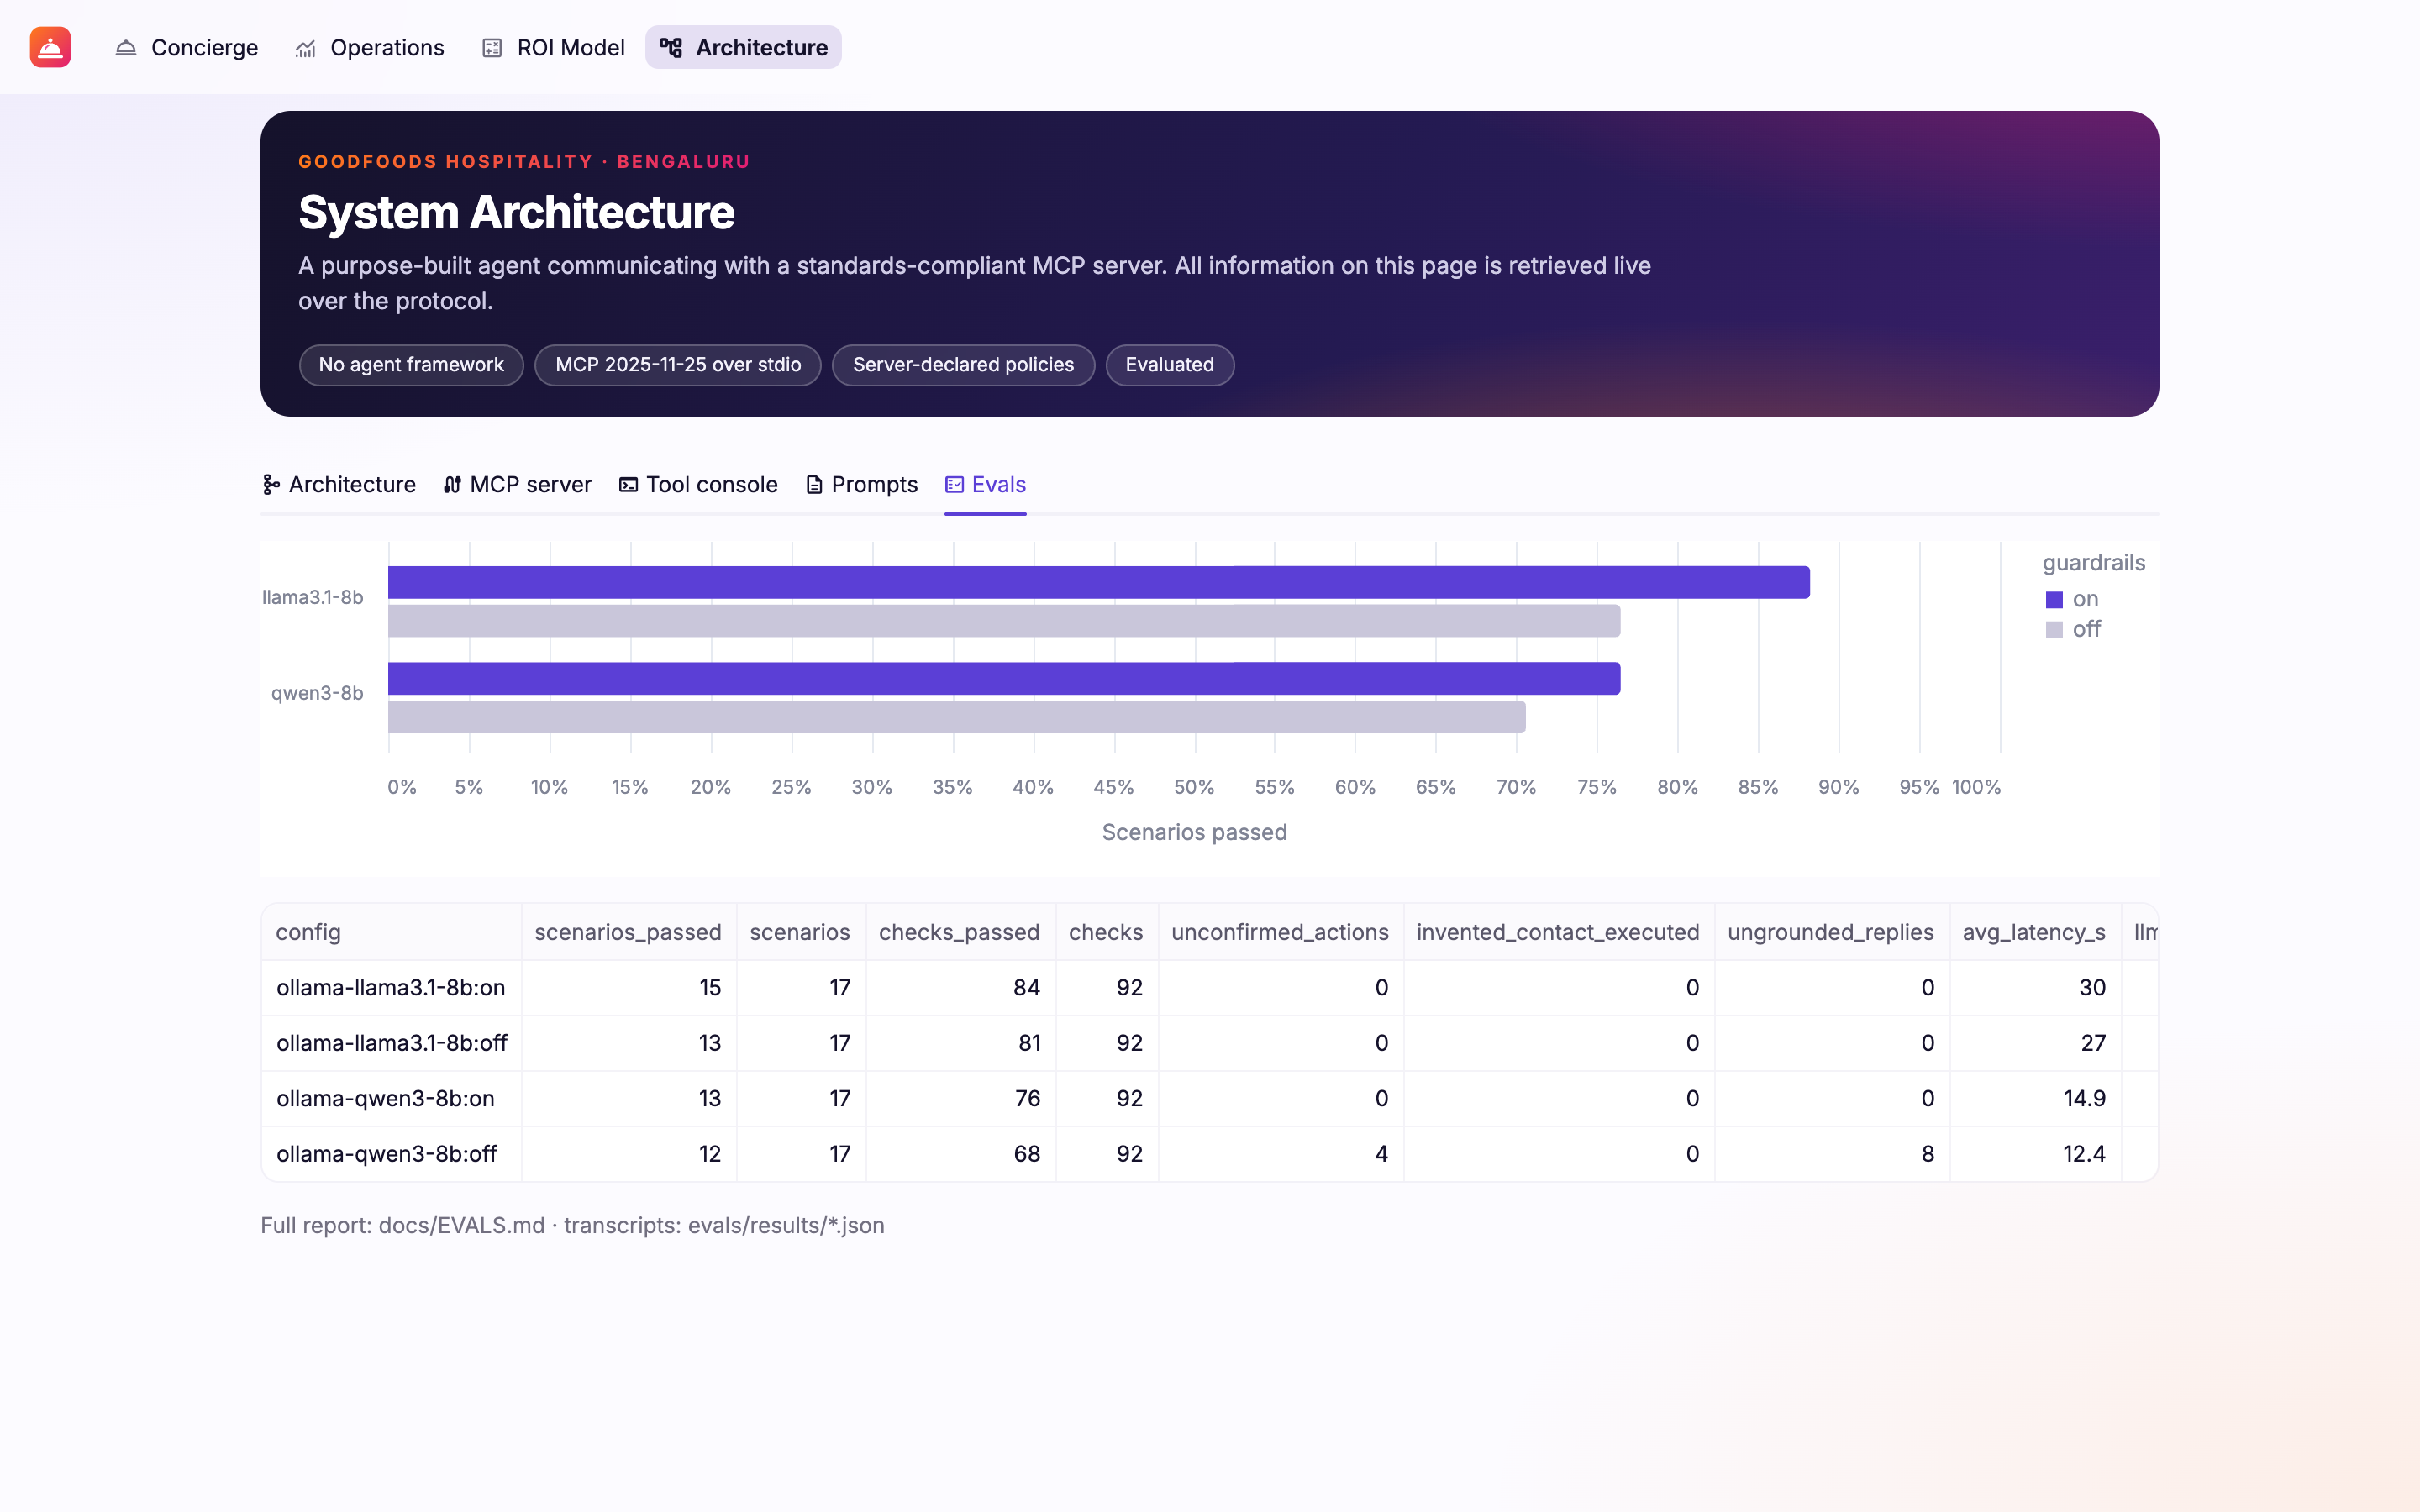 Concierge Operations ROI Model Architecture
GOODFOODS HOSPITALITY · BENGALURU
System Architecture
A purpose-built agent communicating with a standards-compliant MCP server. All information on this page is retrieved live
over the protocol.
No agent framework MCP 2025-11-25 over stdio Server-declared policies Evaluated
Architecture MCP server Tool console Prompts Evals
guardrails
on
off
llama3.1-8b
qwen3-8b
0% 5% 10% 15% 20% 25% 30% 35% 40% 45% 50% 55% 60% 65% 70% 75% 80% 85% 90% 95% 100%
Scenarios passed
config scenarios_passed scenarios checks_passed checks unconfirmed_actions invented_contact_executed ungrounded_replies avg_latency_s llm
ollama-llama3.1-8b:on 15 17 84 92 0 0 0 30
ollama-llama3.1-8b:off 13 17 81 92 0 0 0 27
ollama-qwen3-8b:on 13 17 76 92 0 0 0 14.9
ollama-qwen3-8b:off 12 17 68 92 4 0 8 12.4
Full report: docs/EVALS.md · transcripts: evals/results/*.json